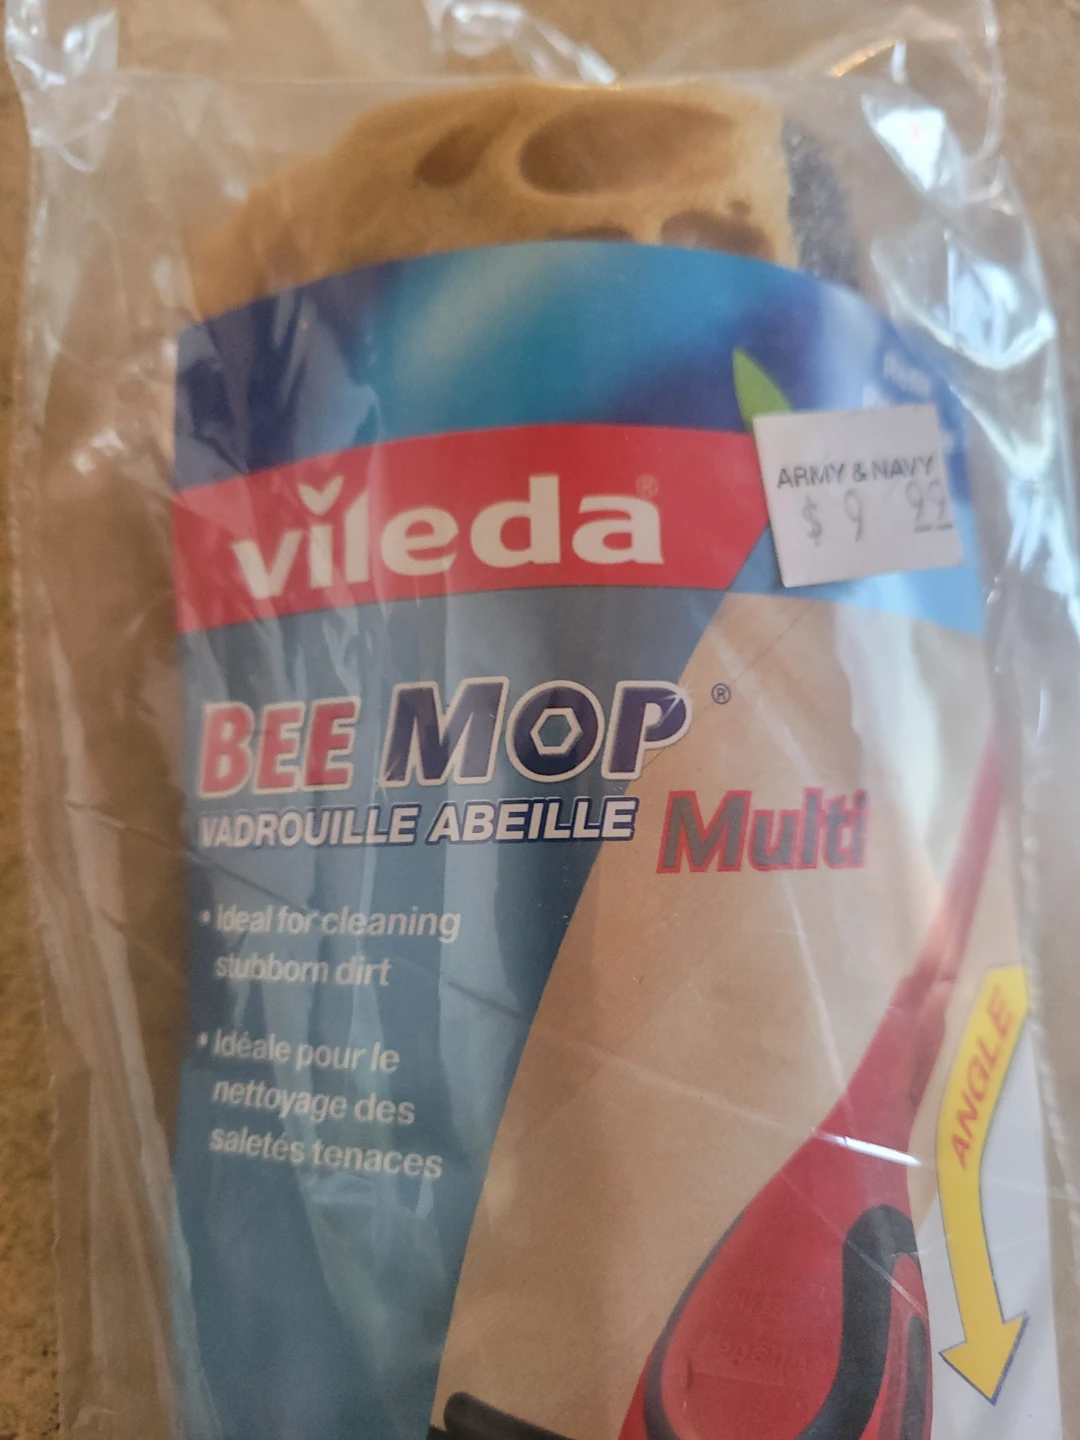 vileda®
ARMY & NAVY
$ 9 99
BEE MOP®
VADROUILLE ABEILLE
Multi
• Ideal for cleaning
stubborn dirt
• Idéale pour le
nettoyage des
saletés tenaces
ANGLE